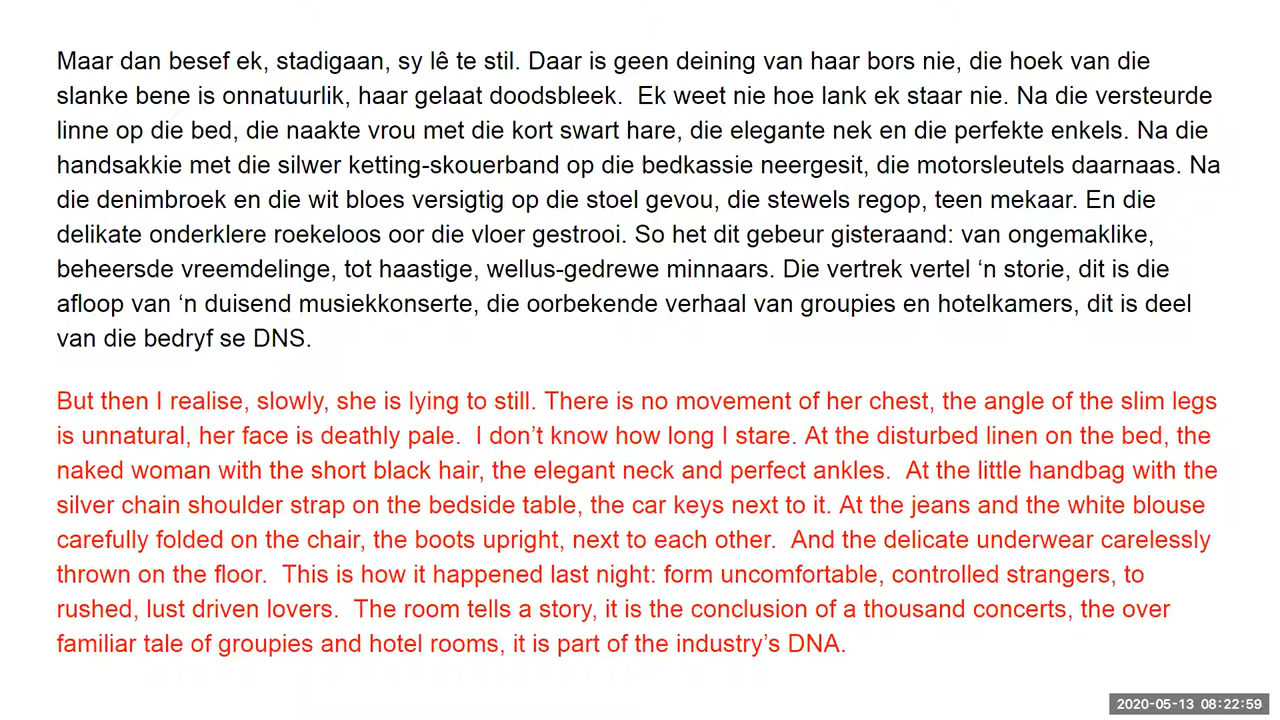 Maar dan besef ek, stadigaan, sy lê te stil. Daar is geen deining van haar bors nie, die hoek van die
slanke bene is onnatuurlik, haar gelaat doodsbleek.  Ek weet nie hoe lank ek staar nie. Na die versteurde
linne op die bed, die naakte vrou met die kort swart hare, die elegante nek en die perfekte enkels. Na die
handsakkie met die silwer ketting-skouerband op die bedkassie neergesit, die motorsleutels daarnaas. Na
die denimbroek en die wit bloes versigtig op die stoel gevou, die stewels regop, teen mekaar. En die
delikate onderklere roekeloos oor die vloer gestrooi. So het dit gebeur gisteraand: van ongemaklike,
beheersde vreemdelinge, tot haastige, wellus-gedrewe minnaars. Die vertrek vertel ‘n storie, dit is die
afloop van ‘n duisend musiekkonserte, die oorbekende verhaal van groupies en hotelkamers, dit is deel
van die bedryf se DNS.
But then I realise, slowly, she is lying to still. There is no movement of her chest, the angle of the slim legs
is unnatural, her face is deathly pale.  I don’t know how long I stare. At the disturbed linen on the bed, the
naked woman with the short black hair, the elegant neck and perfect ankles.  At the little handbag with the
silver chain shoulder strap on the bedside table, the car keys next to it. At the jeans and the white blouse
carefully folded on the chair, the boots upright, next to each other.  And the delicate underwear carelessly
thrown on the floor.  This is how it happened last night: form uncomfortable, controlled strangers, to
rushed, lust driven lovers.  The room tells a story, it is the conclusion of a thousand concerts, the over
familiar tale of groupies and hotel rooms, it is part of the industry’s DNA.
2020-05-13 08:22:59